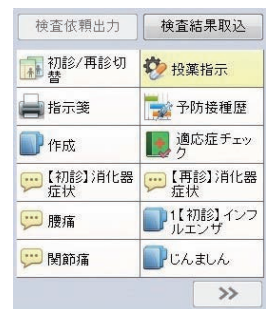 検査依頼出力 検査結果取込
初診/再診切
替
投薬指示
指示箋
予防接種歴
作成
適応症チェッ
ク
【初診】消化器
症状
【再診】消化器
症状
腰痛
1【初診】インフ
ルエンザ
関節痛
じんましん
>>